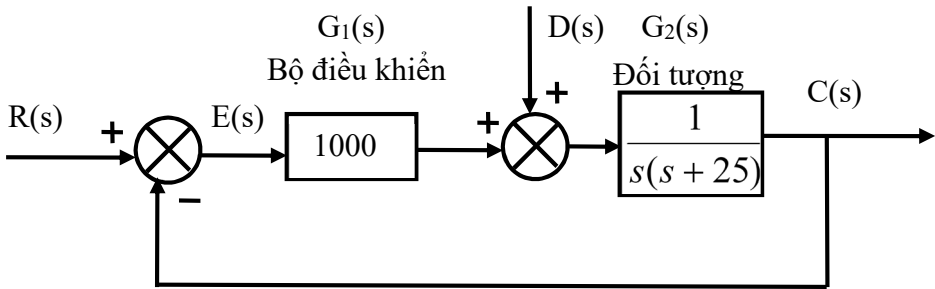 G₁(s)
Bộ điều khiển
D(s)
G₂(s)
Đối tượng
R(s)
+
E(s)
1000
+
+
1
s(s + 25)
C(s)
−